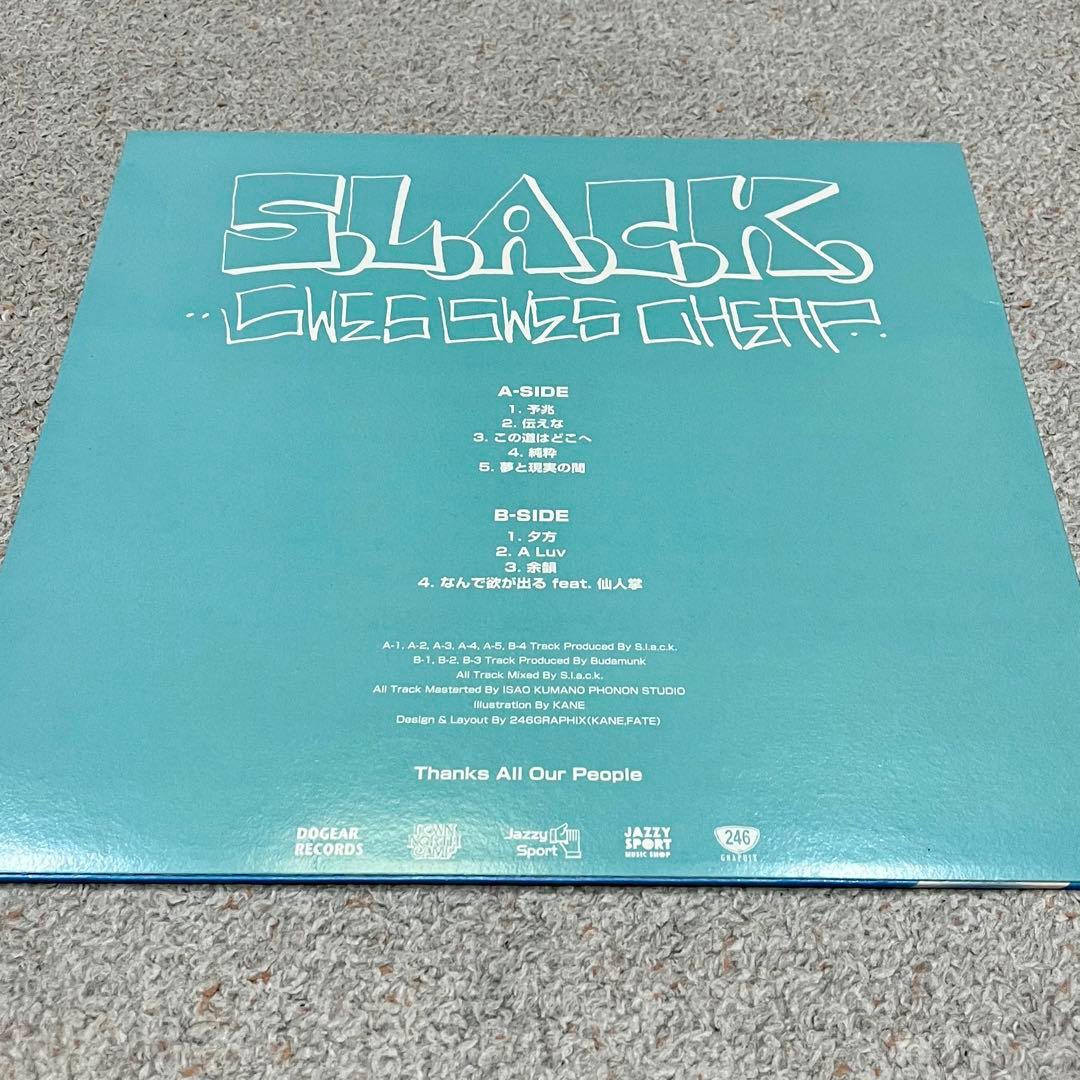 S.L.A.C.K.
..SWES SWES CHEAP..
A-SIDE
1. 予兆
2. 伝えな
3. この道はどこへ
4. 純粋
5. 夢と現実の間
B-SIDE
1. 夕方
2. A Luv
3. 余韻
4. なんで欲が出る feat. 仙人掌
A-1, A-2, A-3, A-4, A-5, B-4 Track Produced By S.l.a.c.k.
B-1, B-2, B-3 Track Produced By Budamunk
All Track Mixed By S.l.a.c.k.
All Track Masterted By ISAO KUMANO PHONON STUDIO
Illustration By KANE
Design & Layout By 246GRAPHIX(KANE,FATE)
Thanks All Our People
DOGEAR
RECORDS
DOWN
NORTH
CAMP
Jazzy
Sport
JAZZY
SPORT
MUSIC SHOP
246
GRAPHIX